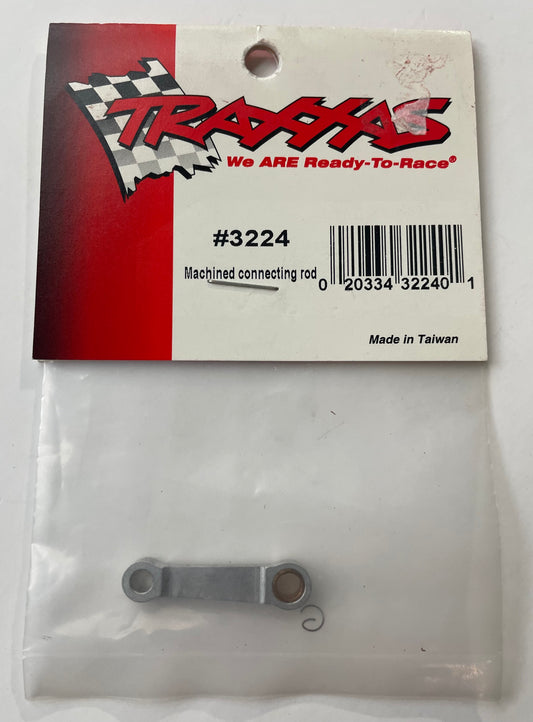 TRAXXAS
We ARE Ready-To-Race®
#3224
Machined connecting rod
0 20334 32240 1
Made in Taiwan